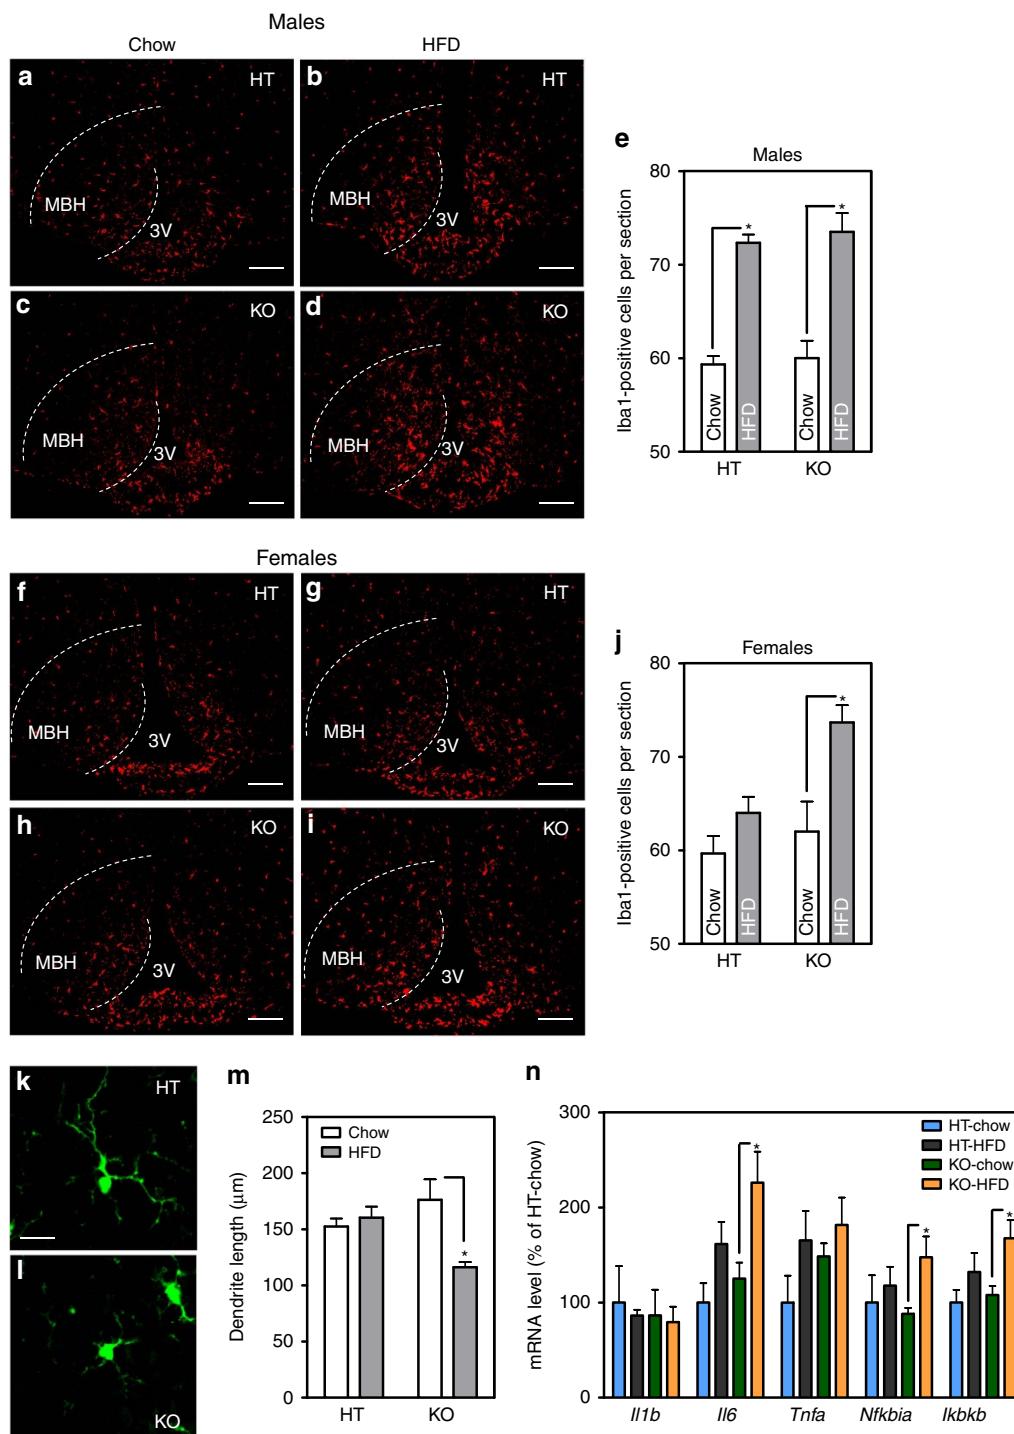 Males
Chow
HFD
a
HT
MBH
3V
b
HT
MBH
3V
c
KO
MBH
3V
d
KO
MBH
3V
e
Males
Iba1-positive cells per section
80
70
60
50
Chow
HFD
Chow
HFD
*
*
HT
KO
Females
f
HT
MBH
3V
g
HT
MBH
3V
h
KO
MBH
3V
i
KO
MBH
3V
j
Females
Iba1-positive cells per section
80
70
60
50
Chow
HFD
Chow
HFD
*
HT
KO
k
HT
l
KO
m
Dendrite length (μm)
250
200
150
100
50
0
Chow
HFD
*
HT
KO
n
mRNA level (% of HT-chow)
300
200
100
0
HT-chow
HT-HFD
KO-chow
KO-HFD
*
*
*
Il1b
Il6
Tnfa
Nfkbia
Ikbkb